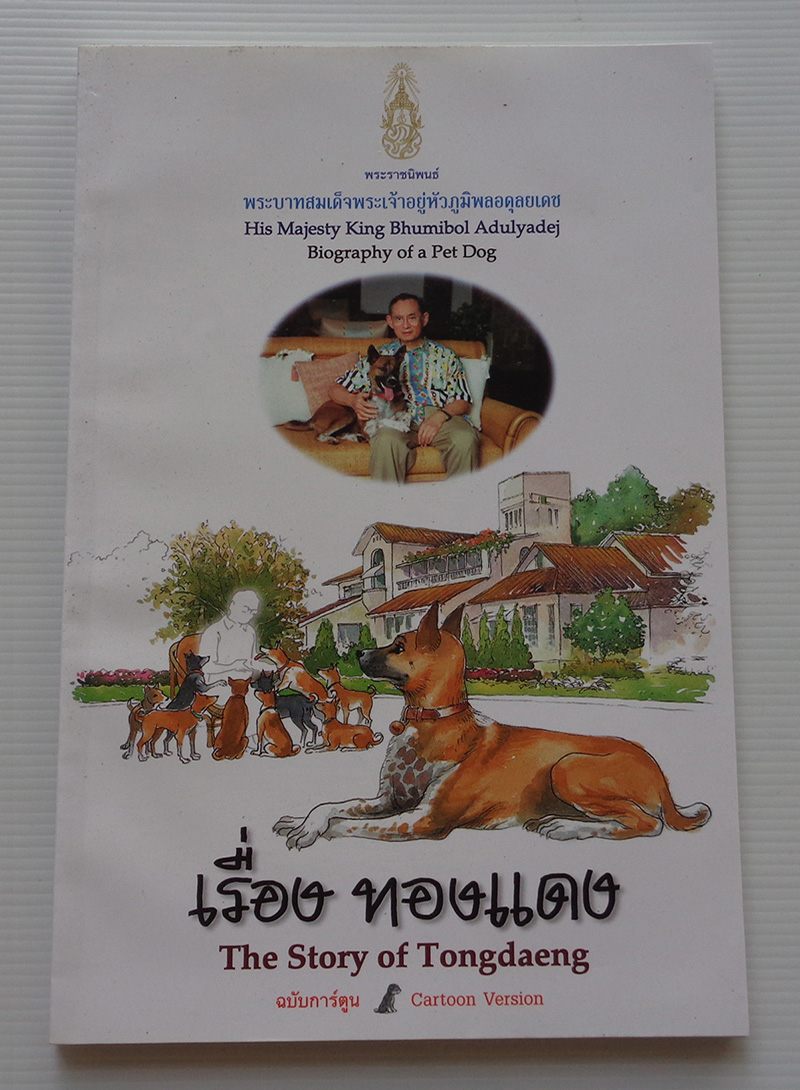 พระราชนิพนธ์
พระบาทสมเด็จพระเจ้าอยู่หัวภูมิพลอดุลยเดช
His Majesty King Bhumibol Adulyadej
Biography of a Pet Dog
เรื่อง ทองแดง
The Story of Tongdaeng
ฉบับการ์ตูน Cartoon Version